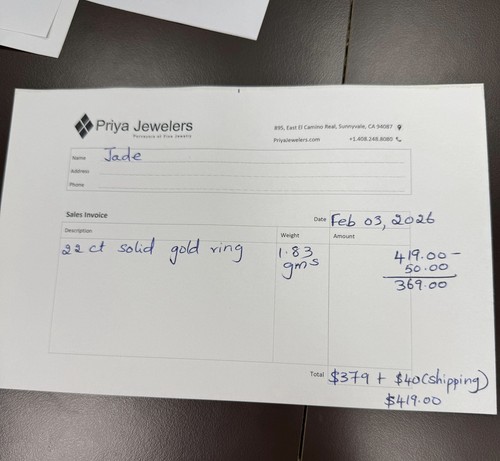 Priya Jewelers
Purveyors of Fine Jewelry
895, East El Camino Real, Sunnyvale, CA 94087
PriyaJewelers.com +1.408.248.8080
Name Jade
Address
Phone
Sales Invoice
Date Feb 03, 2026
Description Weight Amount
22 ct solid gold ring 1.83 gms 419.00 -
50.00
369.00
Total $379 + $40 (shipping)
$419.00